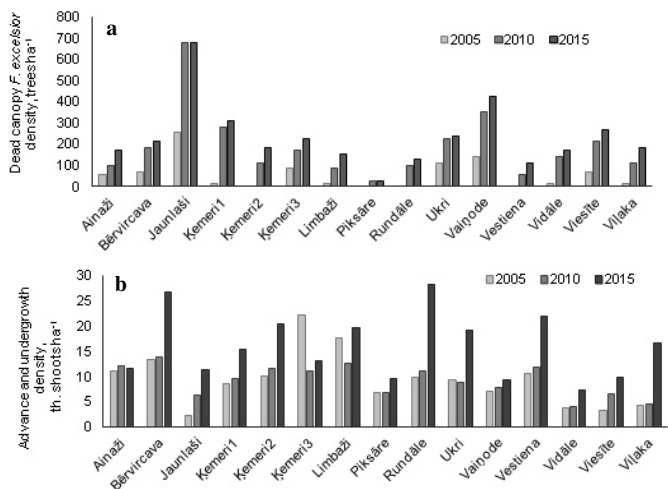 a
2005 2010 2015
Dead canopy F. excelsior
density, treesha-1
800
700
600
500
400
300
200
100
0
Ainaži
Bērvircava
Jaunlaši
Ķemeri1
Ķemeri2
Ķemeri3
Limbaži
Piksāre
Rundāle
Ukri
Vaiņode
Vestiena
Vidāle
Viesīte
Viļaka
b
2005 2010 2015
Advance and undergrowth
density,
th. shootsha-1
30
25
20
15
10
5
0
Ainaži
Bērvircava
Jaunlaši
Ķemeri1
Ķemeri2
Ķemeri3
Limbaži
Piksāre
Rundāle
Ukri
Vaiņode
Vestiena
Vidāle
Viesīte
Viļaka